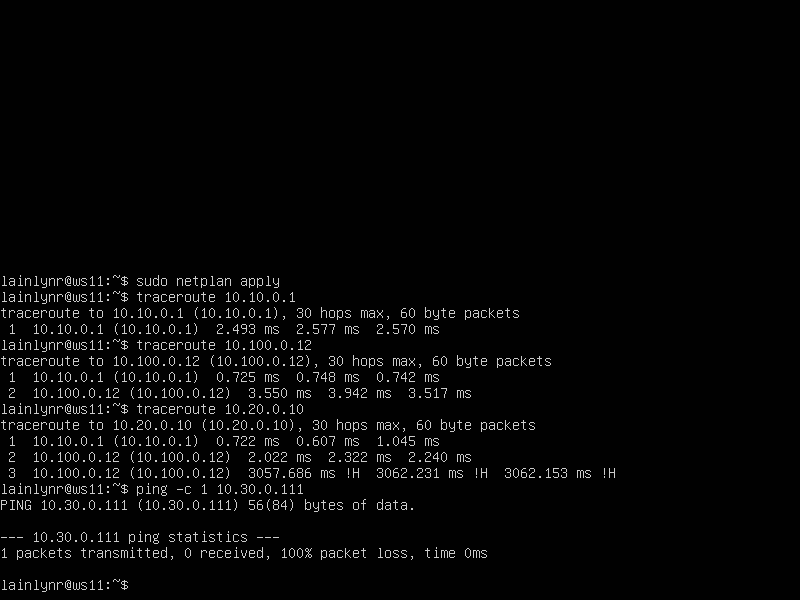 lainlynr@ws11:~$ sudo netplan apply
lainlynr@ws11:~$ traceroute 10.10.0.1
traceroute to 10.10.0.1 (10.10.0.1), 30 hops max, 60 byte packets
 1  10.10.0.1 (10.10.0.1)  2.493 ms  2.577 ms  2.570 ms
lainlynr@ws11:~$ traceroute 10.100.0.12
traceroute to 10.100.0.12 (10.100.0.12), 30 hops max, 60 byte packets
 1  10.10.0.1 (10.10.0.1)  0.725 ms  0.748 ms  0.742 ms
 2  10.100.0.12 (10.100.0.12)  3.550 ms  3.942 ms  3.517 ms
lainlynr@ws11:~$ traceroute 10.20.0.10
traceroute to 10.20.0.10 (10.20.0.10), 30 hops max, 60 byte packets
 1  10.10.0.1 (10.10.0.1)  0.722 ms  0.607 ms  1.045 ms
 2  10.100.0.12 (10.100.0.12)  2.022 ms  2.322 ms  2.240 ms
 3  10.100.0.12 (10.100.0.12)  3057.686 ms !H  3062.231 ms !H  3062.153 ms !H
lainlynr@ws11:~$ ping -c 1 10.30.0.111
PING 10.30.0.111 (10.30.0.111) 56(84) bytes of data.
--- 10.30.0.111 ping statistics ---
1 packets transmitted, 0 received, 100% packet loss, time 0ms
lainlynr@ws11:~$